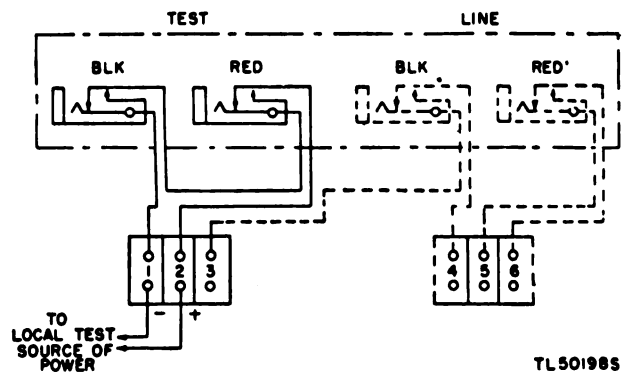 TEST LINE
BLK RED BLK RED
1 2 3 4 5 6
- +
TO
LOCAL TEST
SOURCE OF
POWER
TL50198S